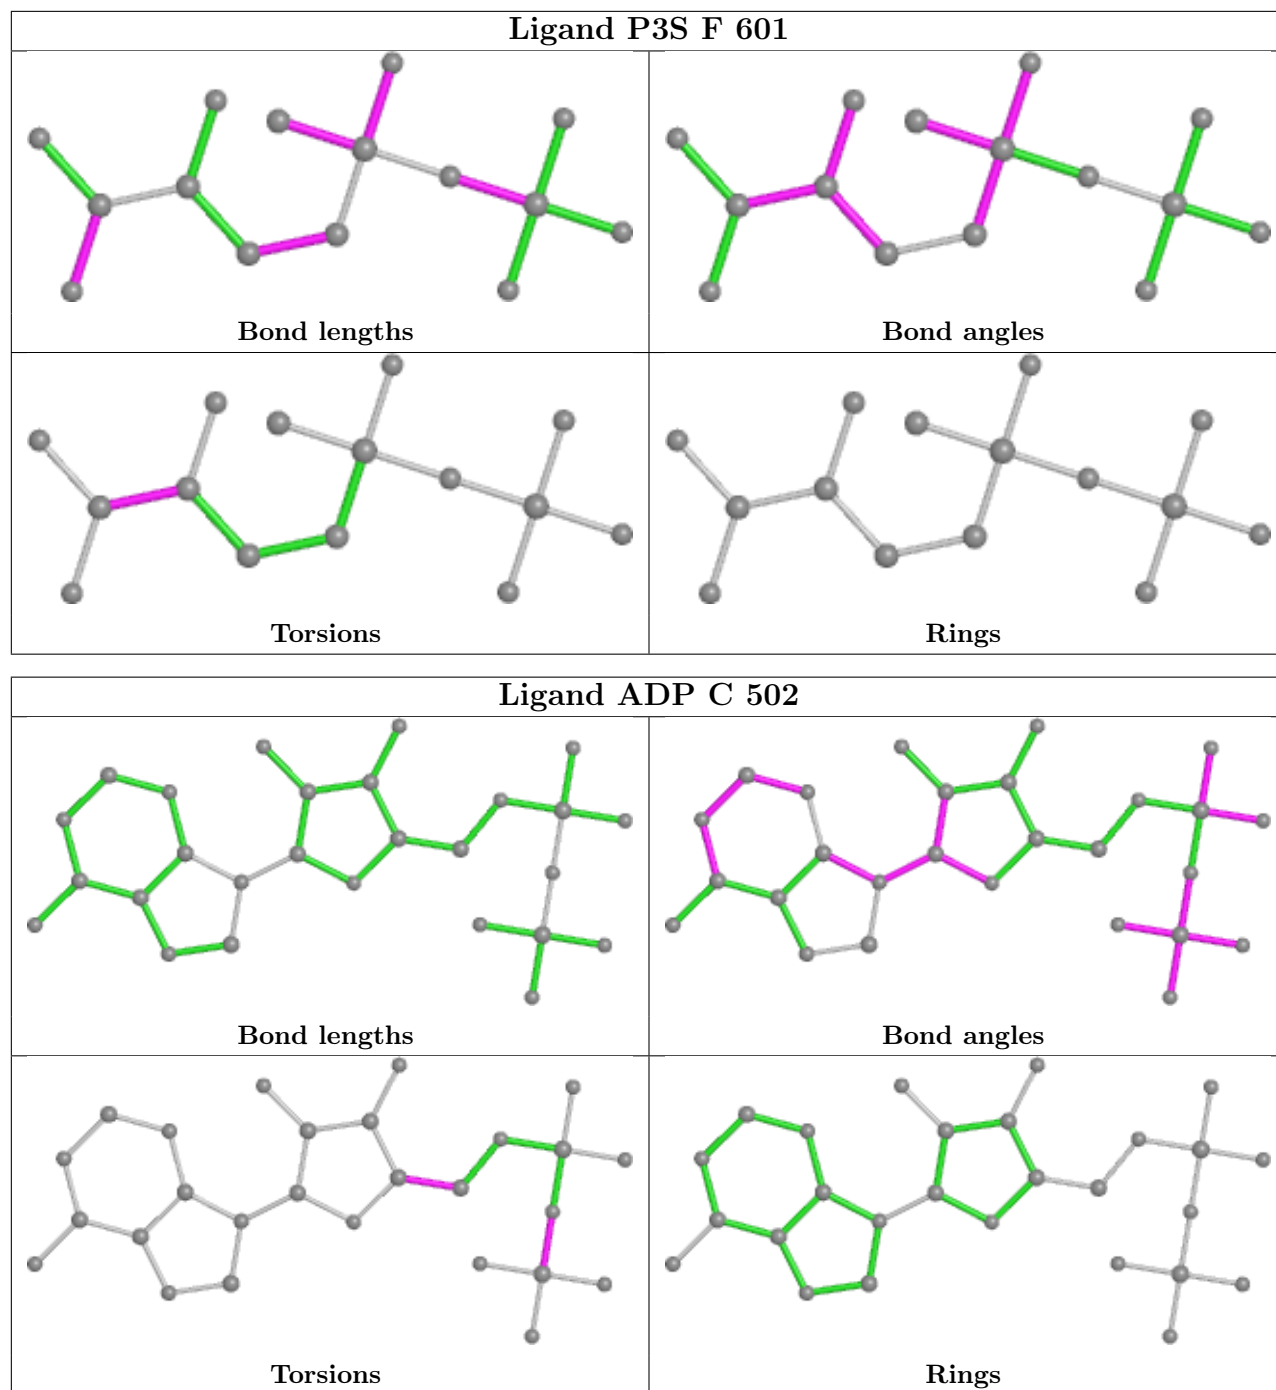 Ligand P3S F 601
Bond lengths
Bond angles
Torsions
Rings
Ligand ADP C 502
Bond lengths
Bond angles
Torsions
Rings